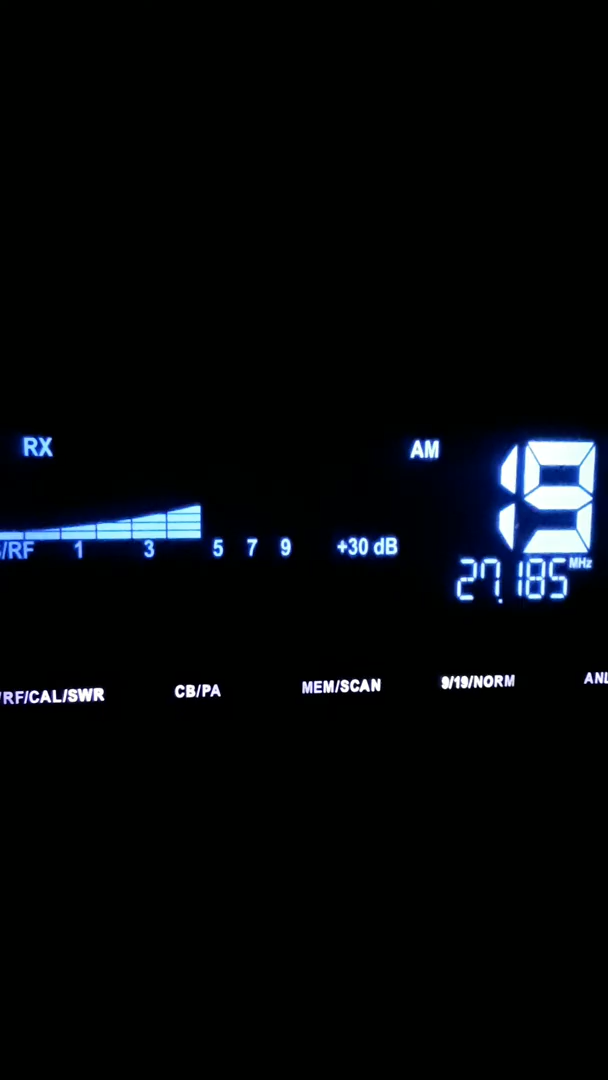 RX AM 19
/RF 1 3 5 7 9 +30 dB
27.185 MHz
/RF/CAL/SWR CB/PA MEM/SCAN 9/19/NORM ANL